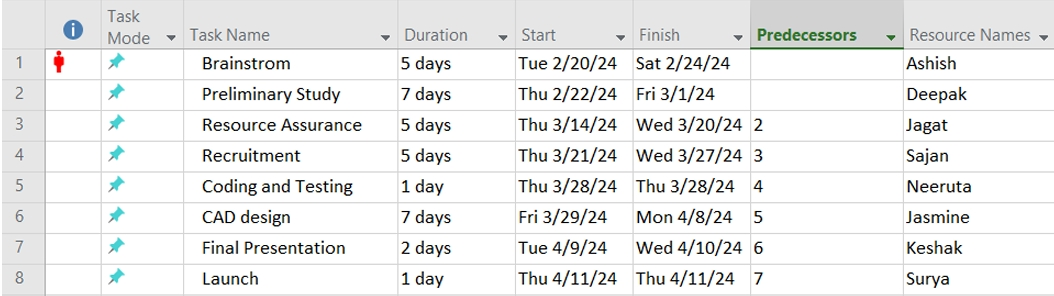 Task Mode Task Name Duration Start Finish Predecessors Resource Names
1 Brainstrom 5 days Tue 2/20/24 Sat 2/24/24 Ashish
2 Preliminary Study 7 days Thu 2/22/24 Fri 3/1/24 Deepak
3 Resource Assurance 5 days Thu 3/14/24 Wed 3/20/24 2 Jagat
4 Recruitment 5 days Thu 3/21/24 Wed 3/27/24 3 Sajan
5 Coding and Testing 1 day Thu 3/28/24 Thu 3/28/24 4 Neeruta
6 CAD design 7 days Fri 3/29/24 Mon 4/8/24 5 Jasmine
7 Final Presentation 2 days Tue 4/9/24 Wed 4/10/24 6 Keshak
8 Launch 1 day Thu 4/11/24 Thu 4/11/24 7 Surya